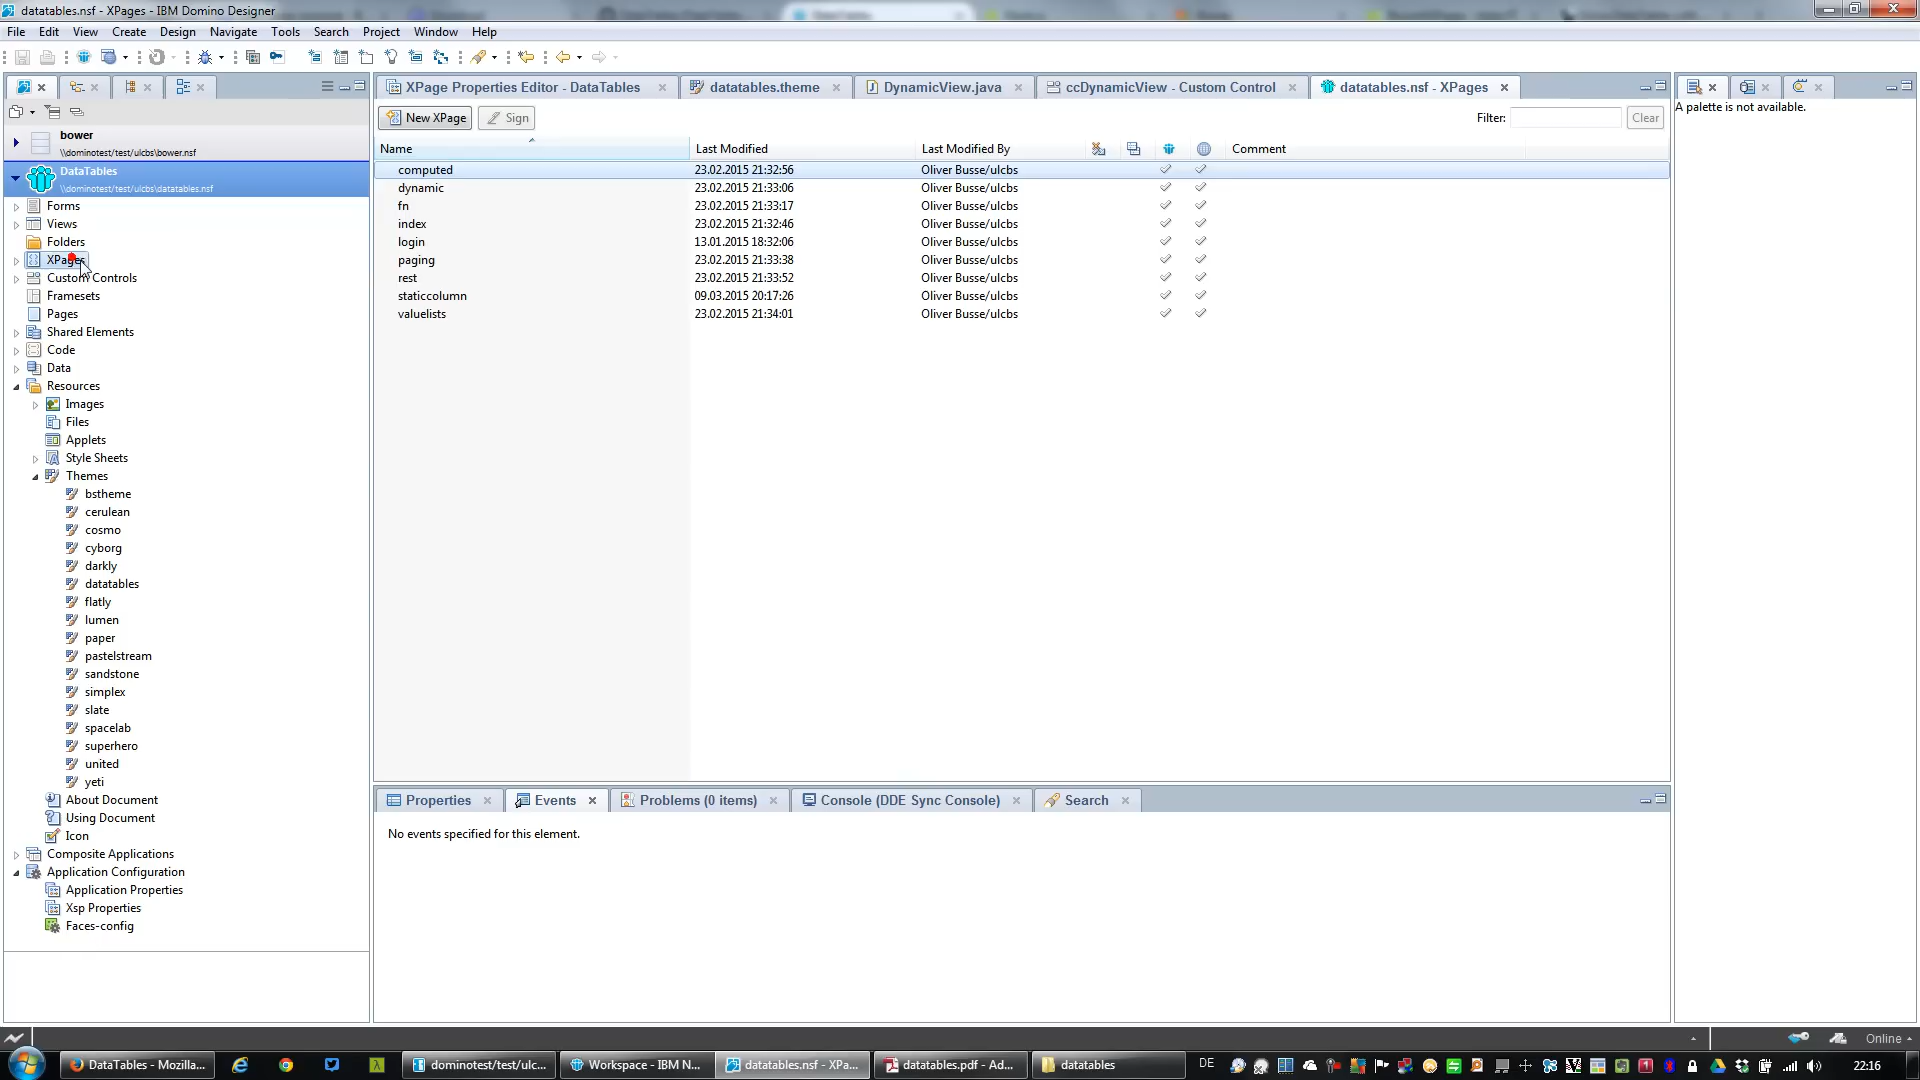 datatables.nsf - XPages - IBM Domino Designer
File Edit View Create Design Navigate Tools Search Project Window Help
XPage Properties Editor - DataTables
datatables.theme
DynamicView.java
ccDynamicView - Custom Control
datatables.nsf - XPages
A palette is not available.
New XPage
Sign
Filter:
Clear
bower
\\dominotest/test/ulcbs\bower.nsf
DataTables
\\dominotest/test/ulcbs\datatables.nsf
Forms
Views
Folders
XPages
Custom Controls
Framesets
Pages
Shared Elements
Code
Data
Resources
Images
Files
Applets
Style Sheets
Themes
bstheme
cerulean
cosmo
cyborg
darkly
datatables
flatly
lumen
paper
pastelstream
sandstone
simplex
slate
spacelab
superhero
united
yeti
About Document
Using Document
Icon
Composite Applications
Application Configuration
Application Properties
Xsp Properties
Faces-config
Name Last Modified Last Modified By Comment
computed 23.02.2015 21:32:56 Oliver Busse/ulcbs
dynamic 23.02.2015 21:33:06 Oliver Busse/ulcbs
fn 23.02.2015 21:33:17 Oliver Busse/ulcbs
index 23.02.2015 21:32:46 Oliver Busse/ulcbs
login 13.01.2015 18:32:06 Oliver Busse/ulcbs
paging 23.02.2015 21:33:38 Oliver Busse/ulcbs
rest 23.02.2015 21:33:52 Oliver Busse/ulcbs
staticcolumn 09.03.2015 20:17:26 Oliver Busse/ulcbs
valuelists 23.02.2015 21:34:01 Oliver Busse/ulcbs
Properties
Events
Problems (0 items)
Console (DDE Sync Console)
Search
No events specified for this element.
Online
DataTables - Mozilla...
dominotest/test/ulc...
Workspace - IBM N...
datatables.nsf - XPa...
datatables.pdf - Ad...
datatables
DE
22:16